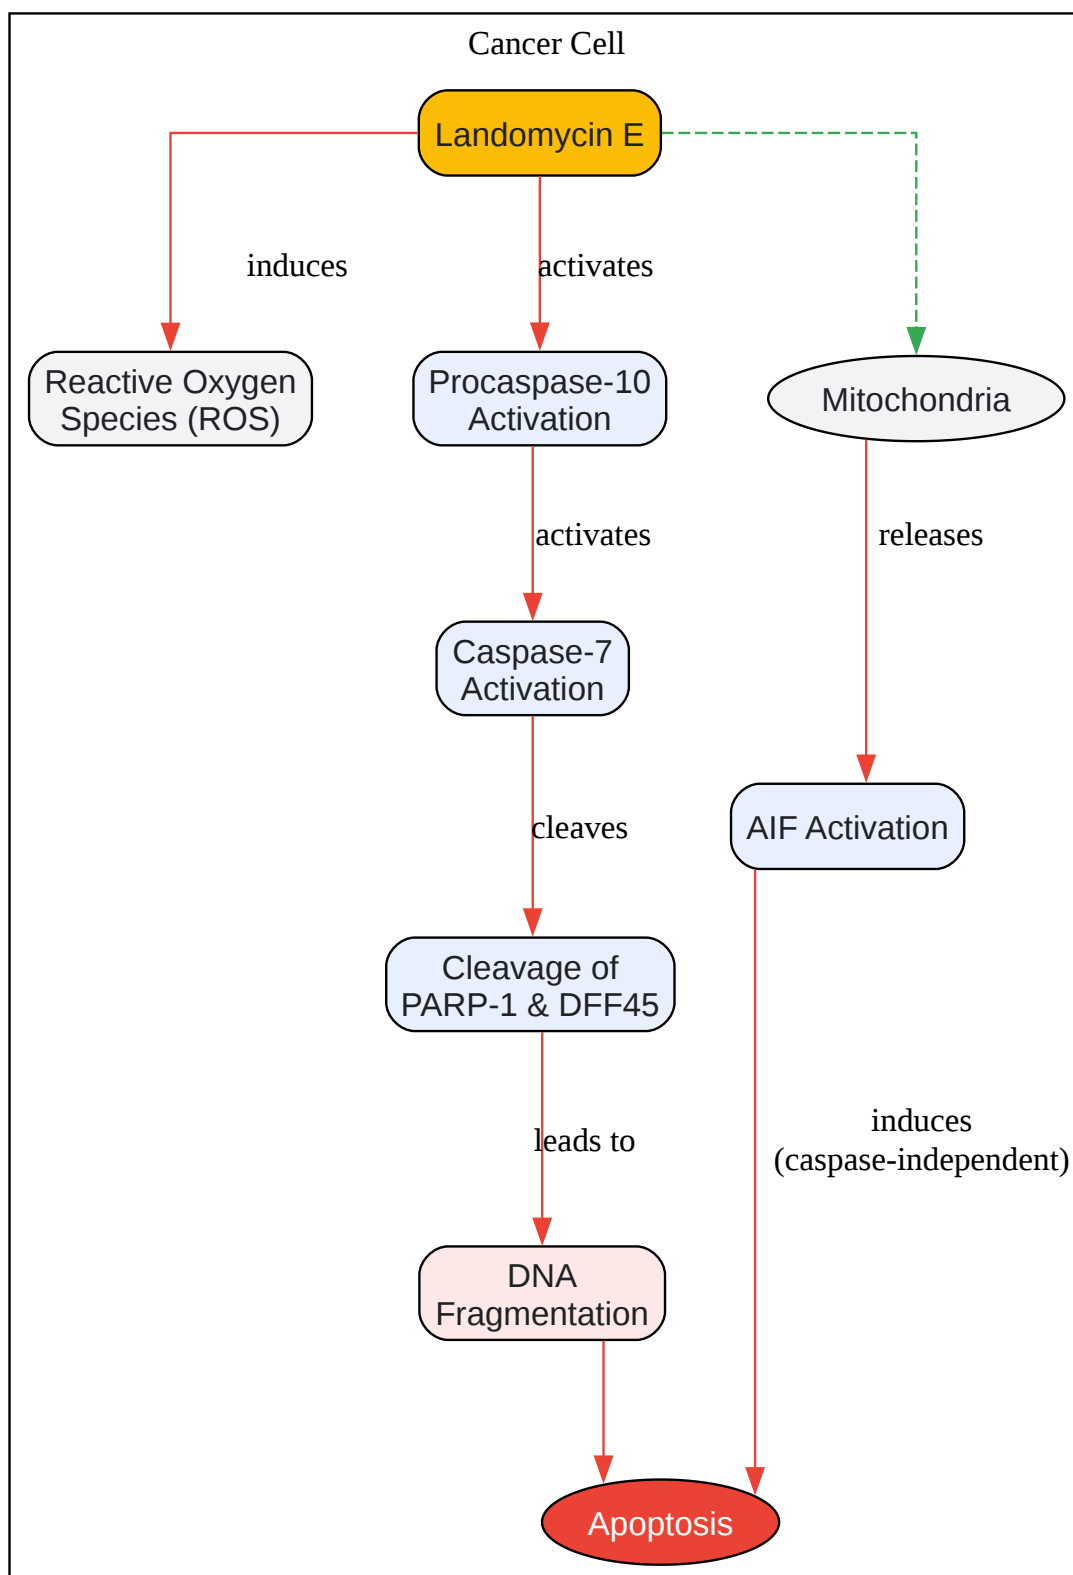 Cancer Cell
Landomycin E
induces
activates
Reactive Oxygen
Species (ROS)
Procaspase-10
Activation
Mitochondria
activates
releases
Caspase-7
Activation
cleaves
AIF Activation
Cleavage of
PARP-1 & DFF45
leads to
induces
(caspase-independent)
DNA
Fragmentation
Apoptosis